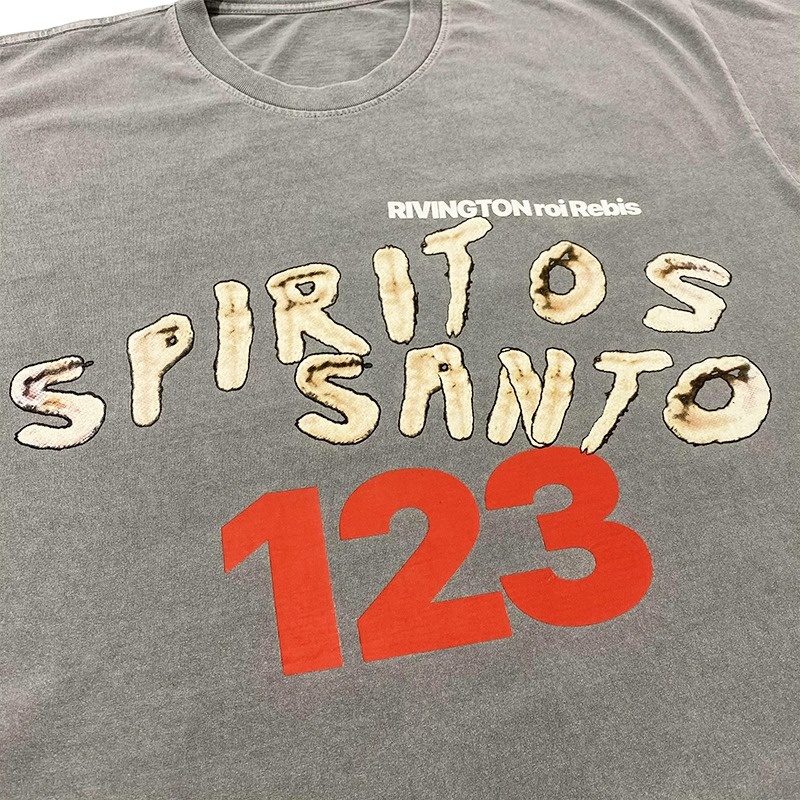 RIVINGTON roi Rebis
SPIRITOS
SANTO
123